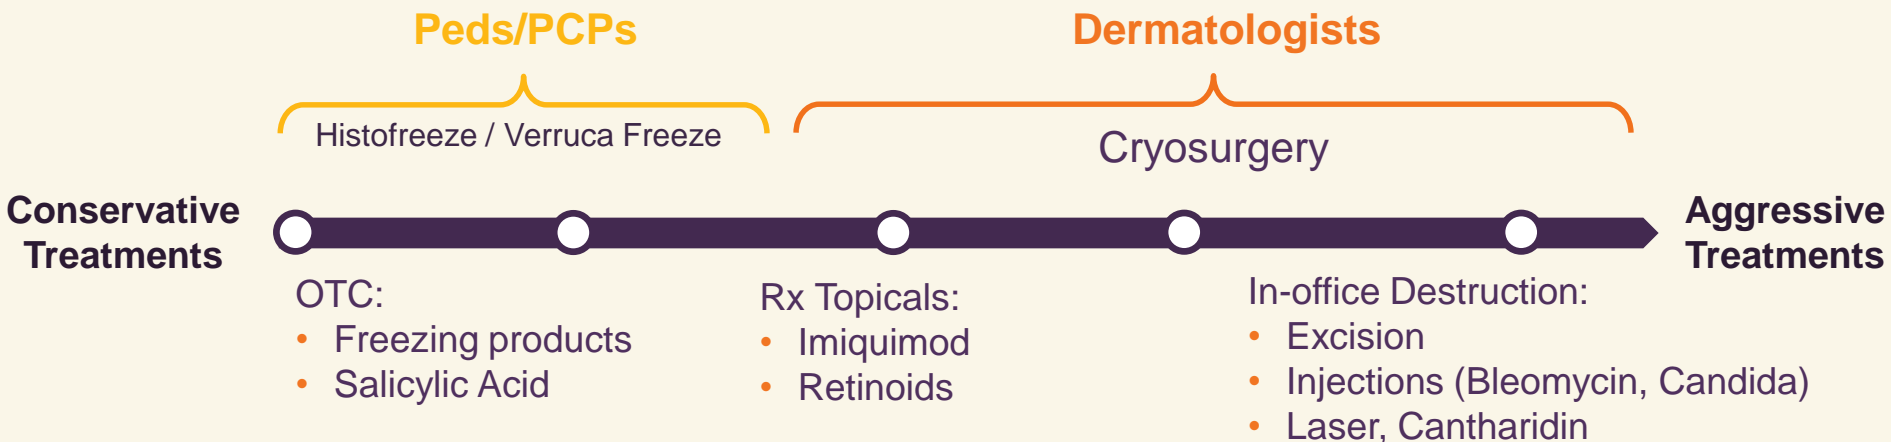 Peds/PCPs
Dermatologists
Histofreeze / Verruca Freeze
Cryosurgery
Conservative
Treatments
Aggressive
Treatments
OTC:
• Freezing products
• Salicylic Acid
Rx Topicals:
• Imiquimod
• Retinoids
In-office Destruction:
• Excision
• Injections (Bleomycin, Candida)
• Laser, Cantharidin